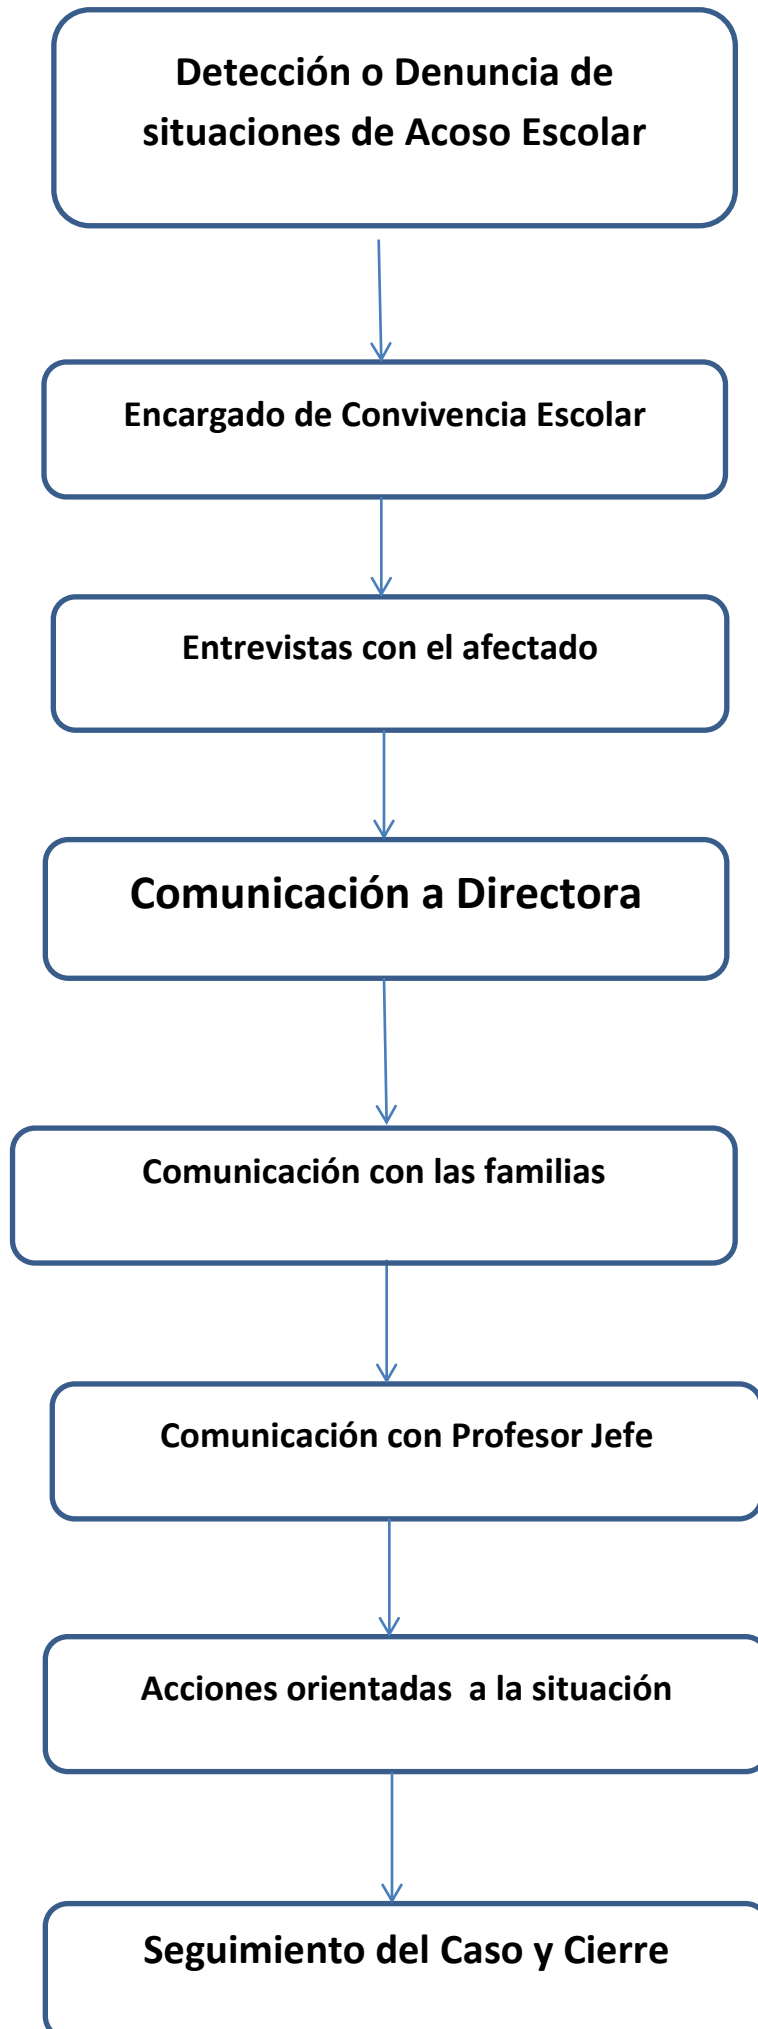 Detección o Denuncia de
situaciones de Acoso Escolar
Encargado de Convivencia Escolar
Entrevistas con el afectado
Comunicación a Directora
Comunicación con las familias
Comunicación con Profesor Jefe
Acciones orientadas  a la situación
Seguimiento del Caso y Cierre